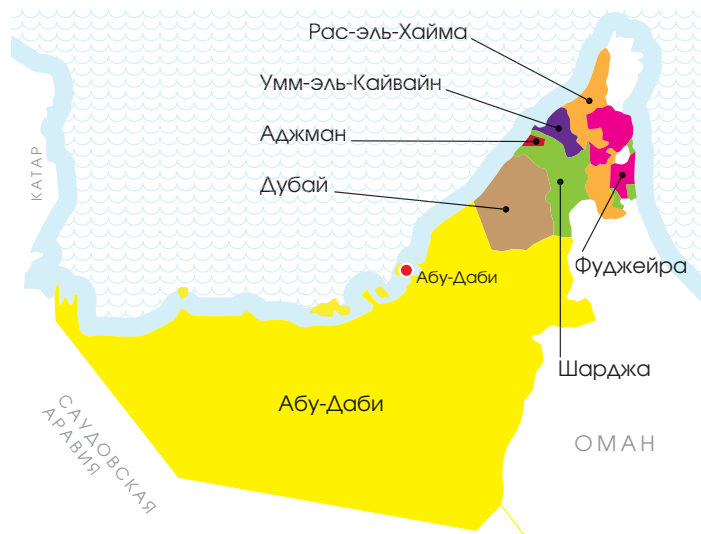 Рас-эль-Хайма
Умм-эль-Кайвайн
Аджман
Дубай
КАТАР
Фуджейра
Абу-Даби
Шарджа
Абу-Даби
САУДОВСКАЯ
АРАВИЯ
ОМАН